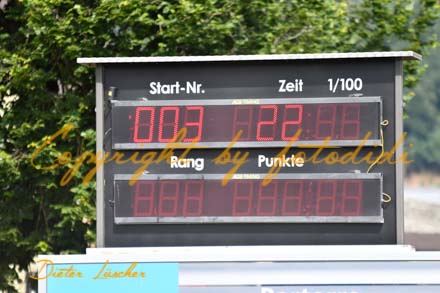 Start-Nr. Zeit 1/100
003 22
Copyright by fotodidi
Rang Punkte
Dieter Lüscher